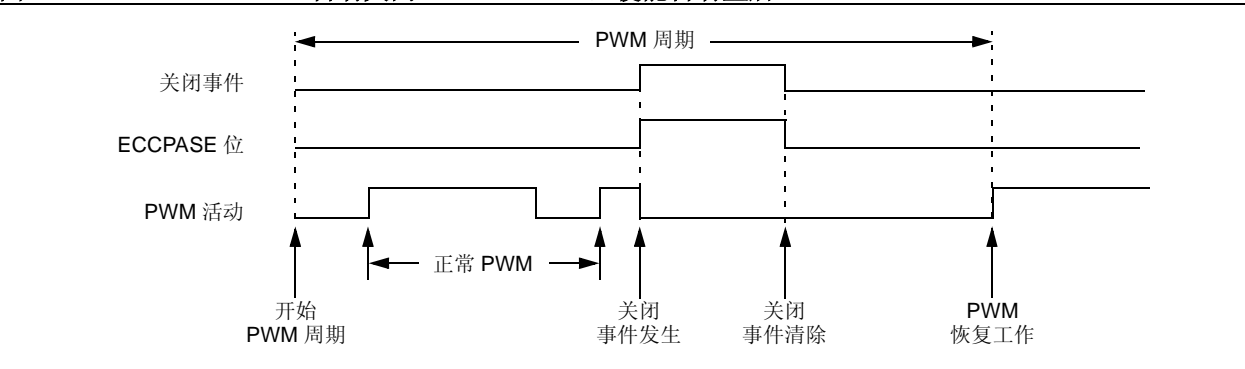 PWM 周期
关闭事件
ECCPASE 位
PWM 活动
正常 PWM
开始
PWM 周期
关闭
事件发生
关闭
事件清除
PWM
恢复工作